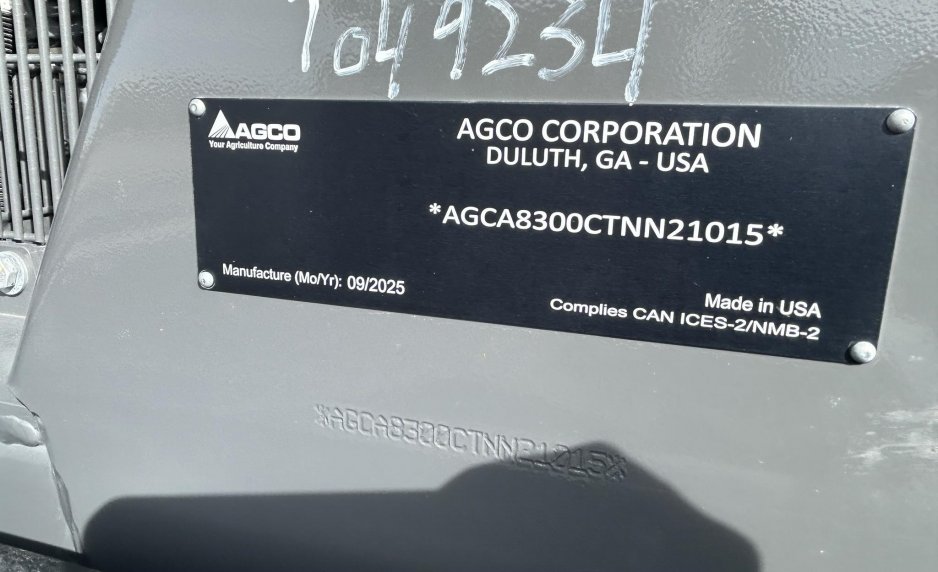 T049234
AGCO
Your Agriculture Company
AGCO CORPORATION
DULUTH, GA - USA
*AGCA8300CTNN21015*
Manufacture (Mo/Yr): 09/2025
Made in USA
Complies CAN ICES-2/NMB-2
*AGCA8300CTNN21015*